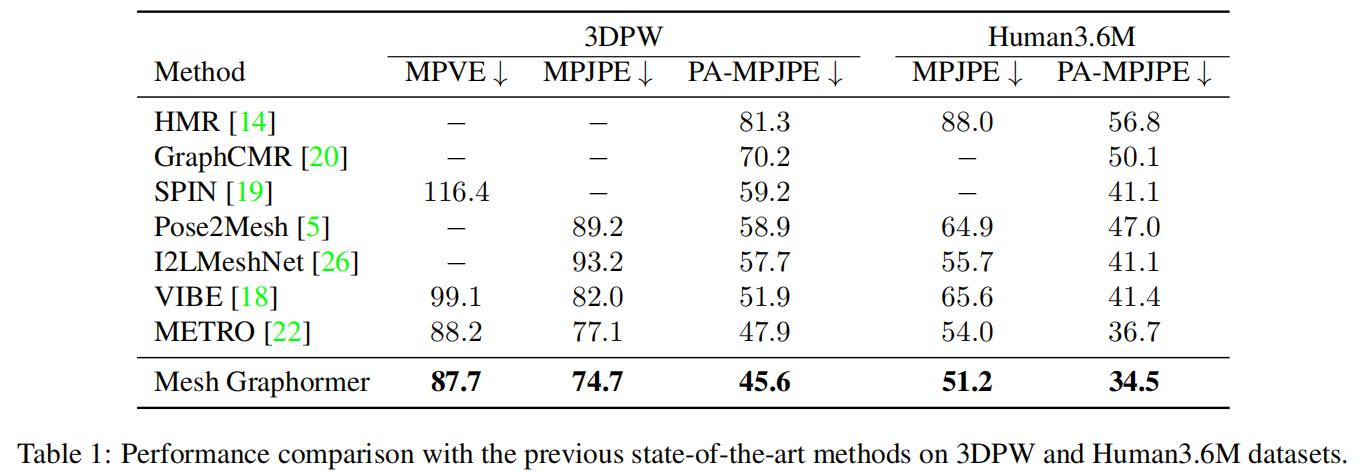 3DPW Human3.6M
Method MPVE ↓ MPJPE ↓ PA-MPJPE ↓ MPJPE ↓ PA-MPJPE ↓
HMR [14] – – 81.3 88.0 56.8
GraphCMR [20] – – 70.2 – 50.1
SPIN [19] 116.4 – 59.2 – 41.1
Pose2Mesh [5] – 89.2 58.9 64.9 47.0
I2LMeshNet [26] – 93.2 57.7 55.7 41.1
VIBE [18] 99.1 82.0 51.9 65.6 41.4
METRO [22] 88.2 77.1 47.9 54.0 36.7
Mesh Graphormer 87.7 74.7 45.6 51.2 34.5
Table 1: Performance comparison with the previous state-of-the-art methods on 3DPW and Human3.6M datasets.